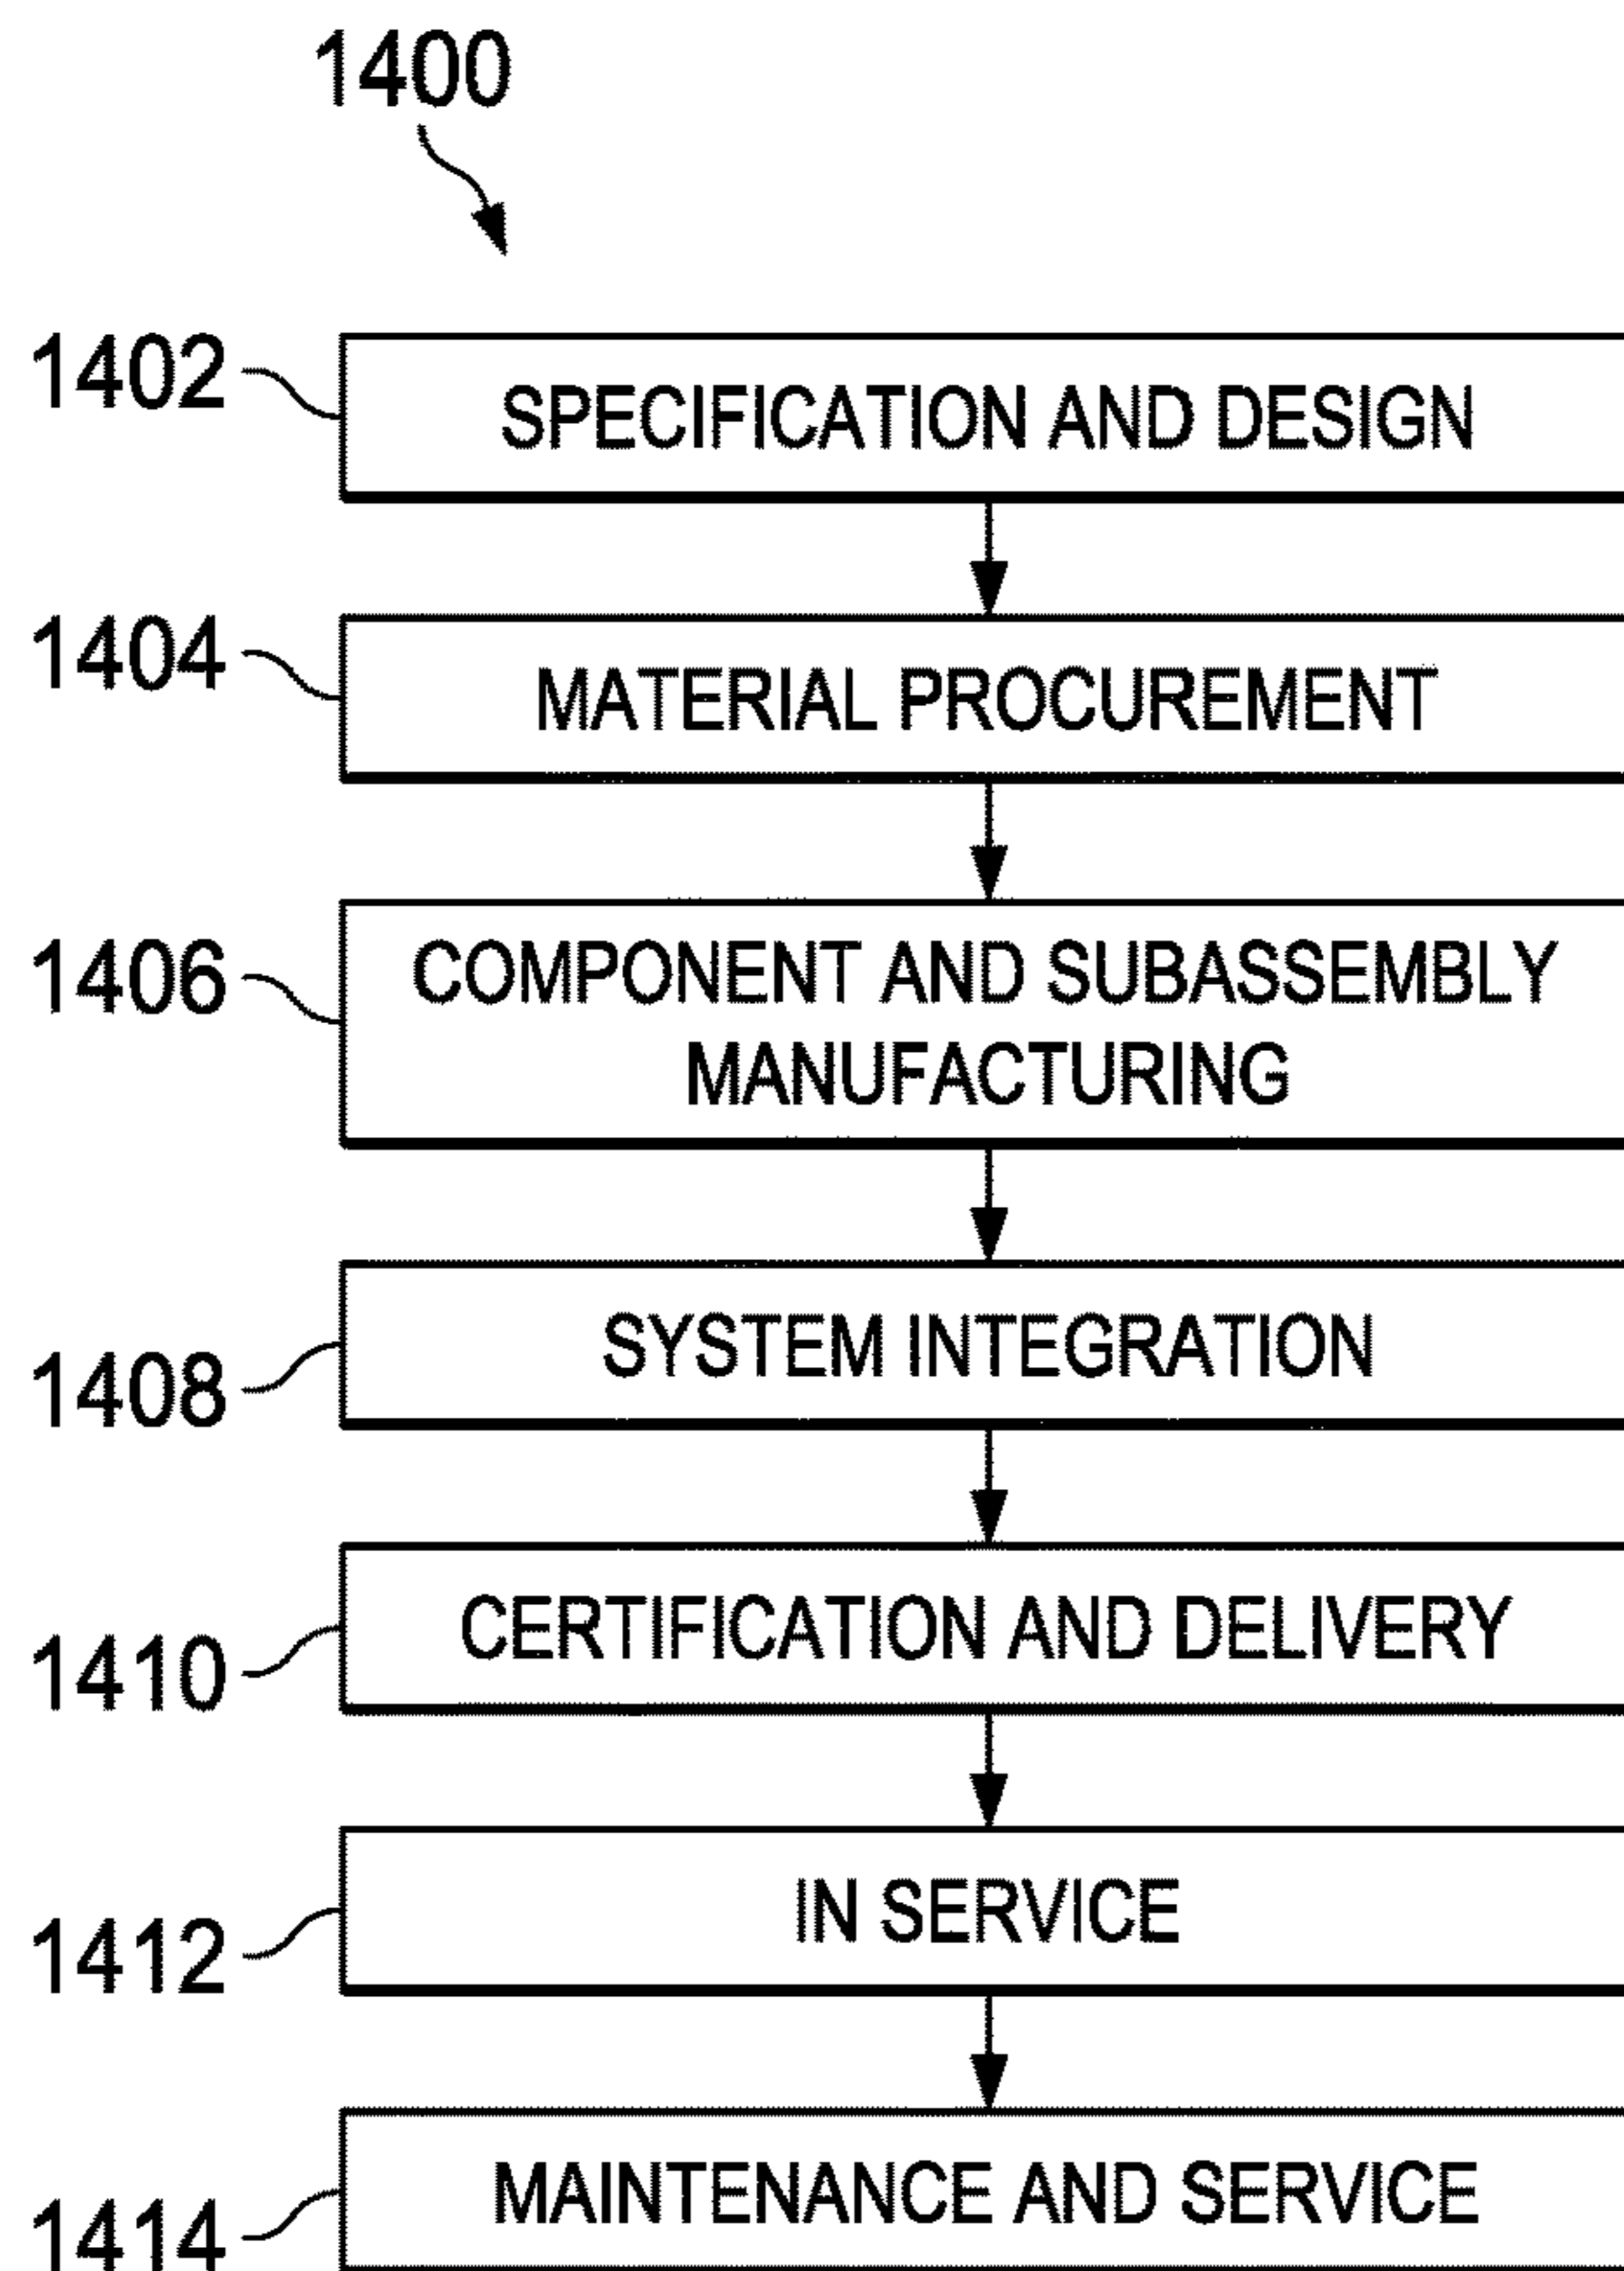 1400
1402
SPECIFICATION AND DESIGN
1404
MATERIAL PROCUREMENT
1406
COMPONENT AND SUBASSEMBLY
MANUFACTURING
1408
SYSTEM INTEGRATION
1410
CERTIFICATION AND DELIVERY
1412
IN SERVICE
1414
MAINTENANCE AND SERVICE